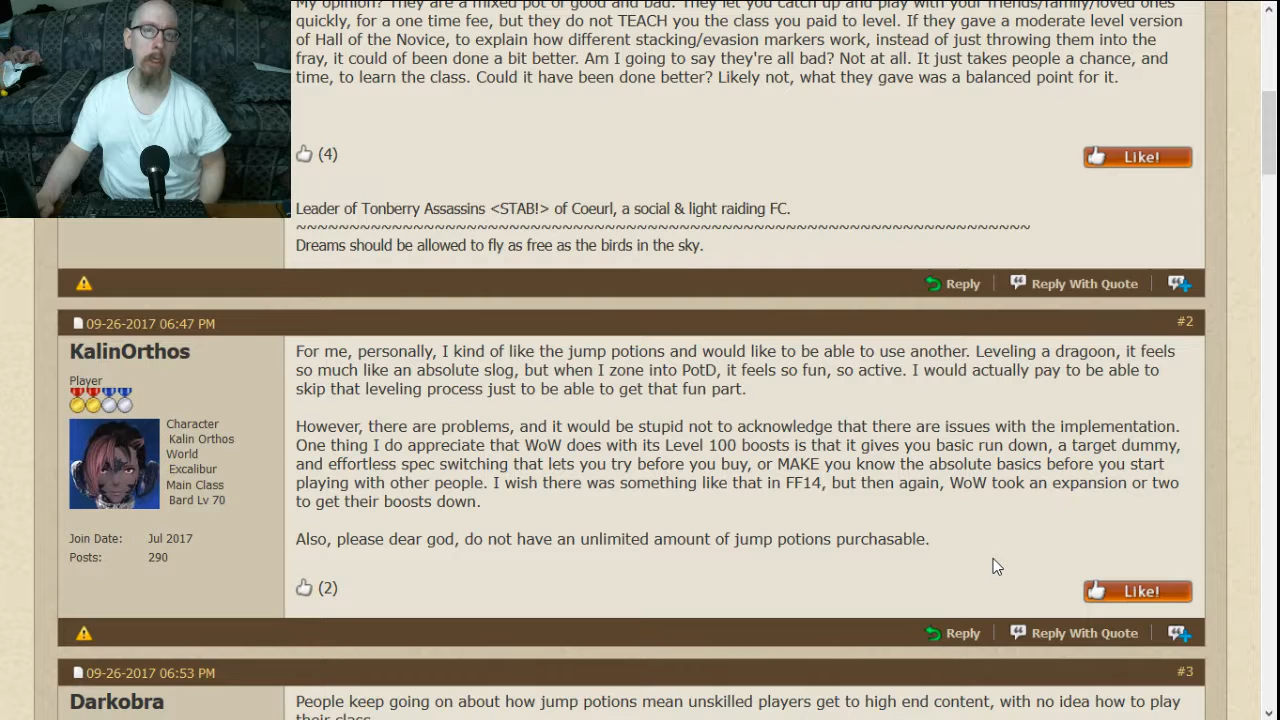 My opinion? They are a mixed pot of good and bad. They let you catch up and play with your friends/family/loved ones
quickly, for a one time fee, but they do not TEACH you the class you paid to level. If they gave a moderate level version
of Hall of the Novice, to explain how different stacking/evasion markers work, instead of just throwing them into the
fray, it could of been done a bit better. Am I going to say they're all bad? Not at all. It just takes people a chance, and
time, to learn the class. Could it have been done better? Likely not, what they gave was a balanced point for it.
(4)
Like!
Leader of Tonberry Assassins <STAB!> of Coeurl, a social & light raiding FC.
~~~~~~~~~~~~~~~~~~~~~~~~~~~~~~~~~~~~~~~~~~~~~~~~~~~~~~~~~~~~~~~~~~~
Dreams should be allowed to fly as free as the birds in the sky.
Reply
Reply With Quote
09-26-2017 06:47 PM
#2
KalinOrthos
Player
Character
Kalin Orthos
World
Excalibur
Main Class
Bard Lv 70
Join Date: Jul 2017
Posts: 290
For me, personally, I kind of like the jump potions and would like to be able to use another. Leveling a dragoon, it feels
so much like an absolute slog, but when I zone into PotD, it feels so fun, so active. I would actually pay to be able to
skip that leveling process just to be able to get that fun part.
However, there are problems, and it would be stupid not to acknowledge that there are issues with the implementation.
One thing I do appreciate that WoW does with its Level 100 boosts is that it gives you basic run down, a target dummy,
and effortless spec switching that lets you try before you buy, or MAKE you know the absolute basics before you start
playing with other people. I wish there was something like that in FF14, but then again, WoW took an expansion or two
to get their boosts down.
Also, please dear god, do not have an unlimited amount of jump potions purchasable.
(2)
Like!
Reply
Reply With Quote
09-26-2017 06:53 PM
#3
Darkobra
People keep going on about how jump potions mean unskilled players get to high end content, with no idea how to play
their class.